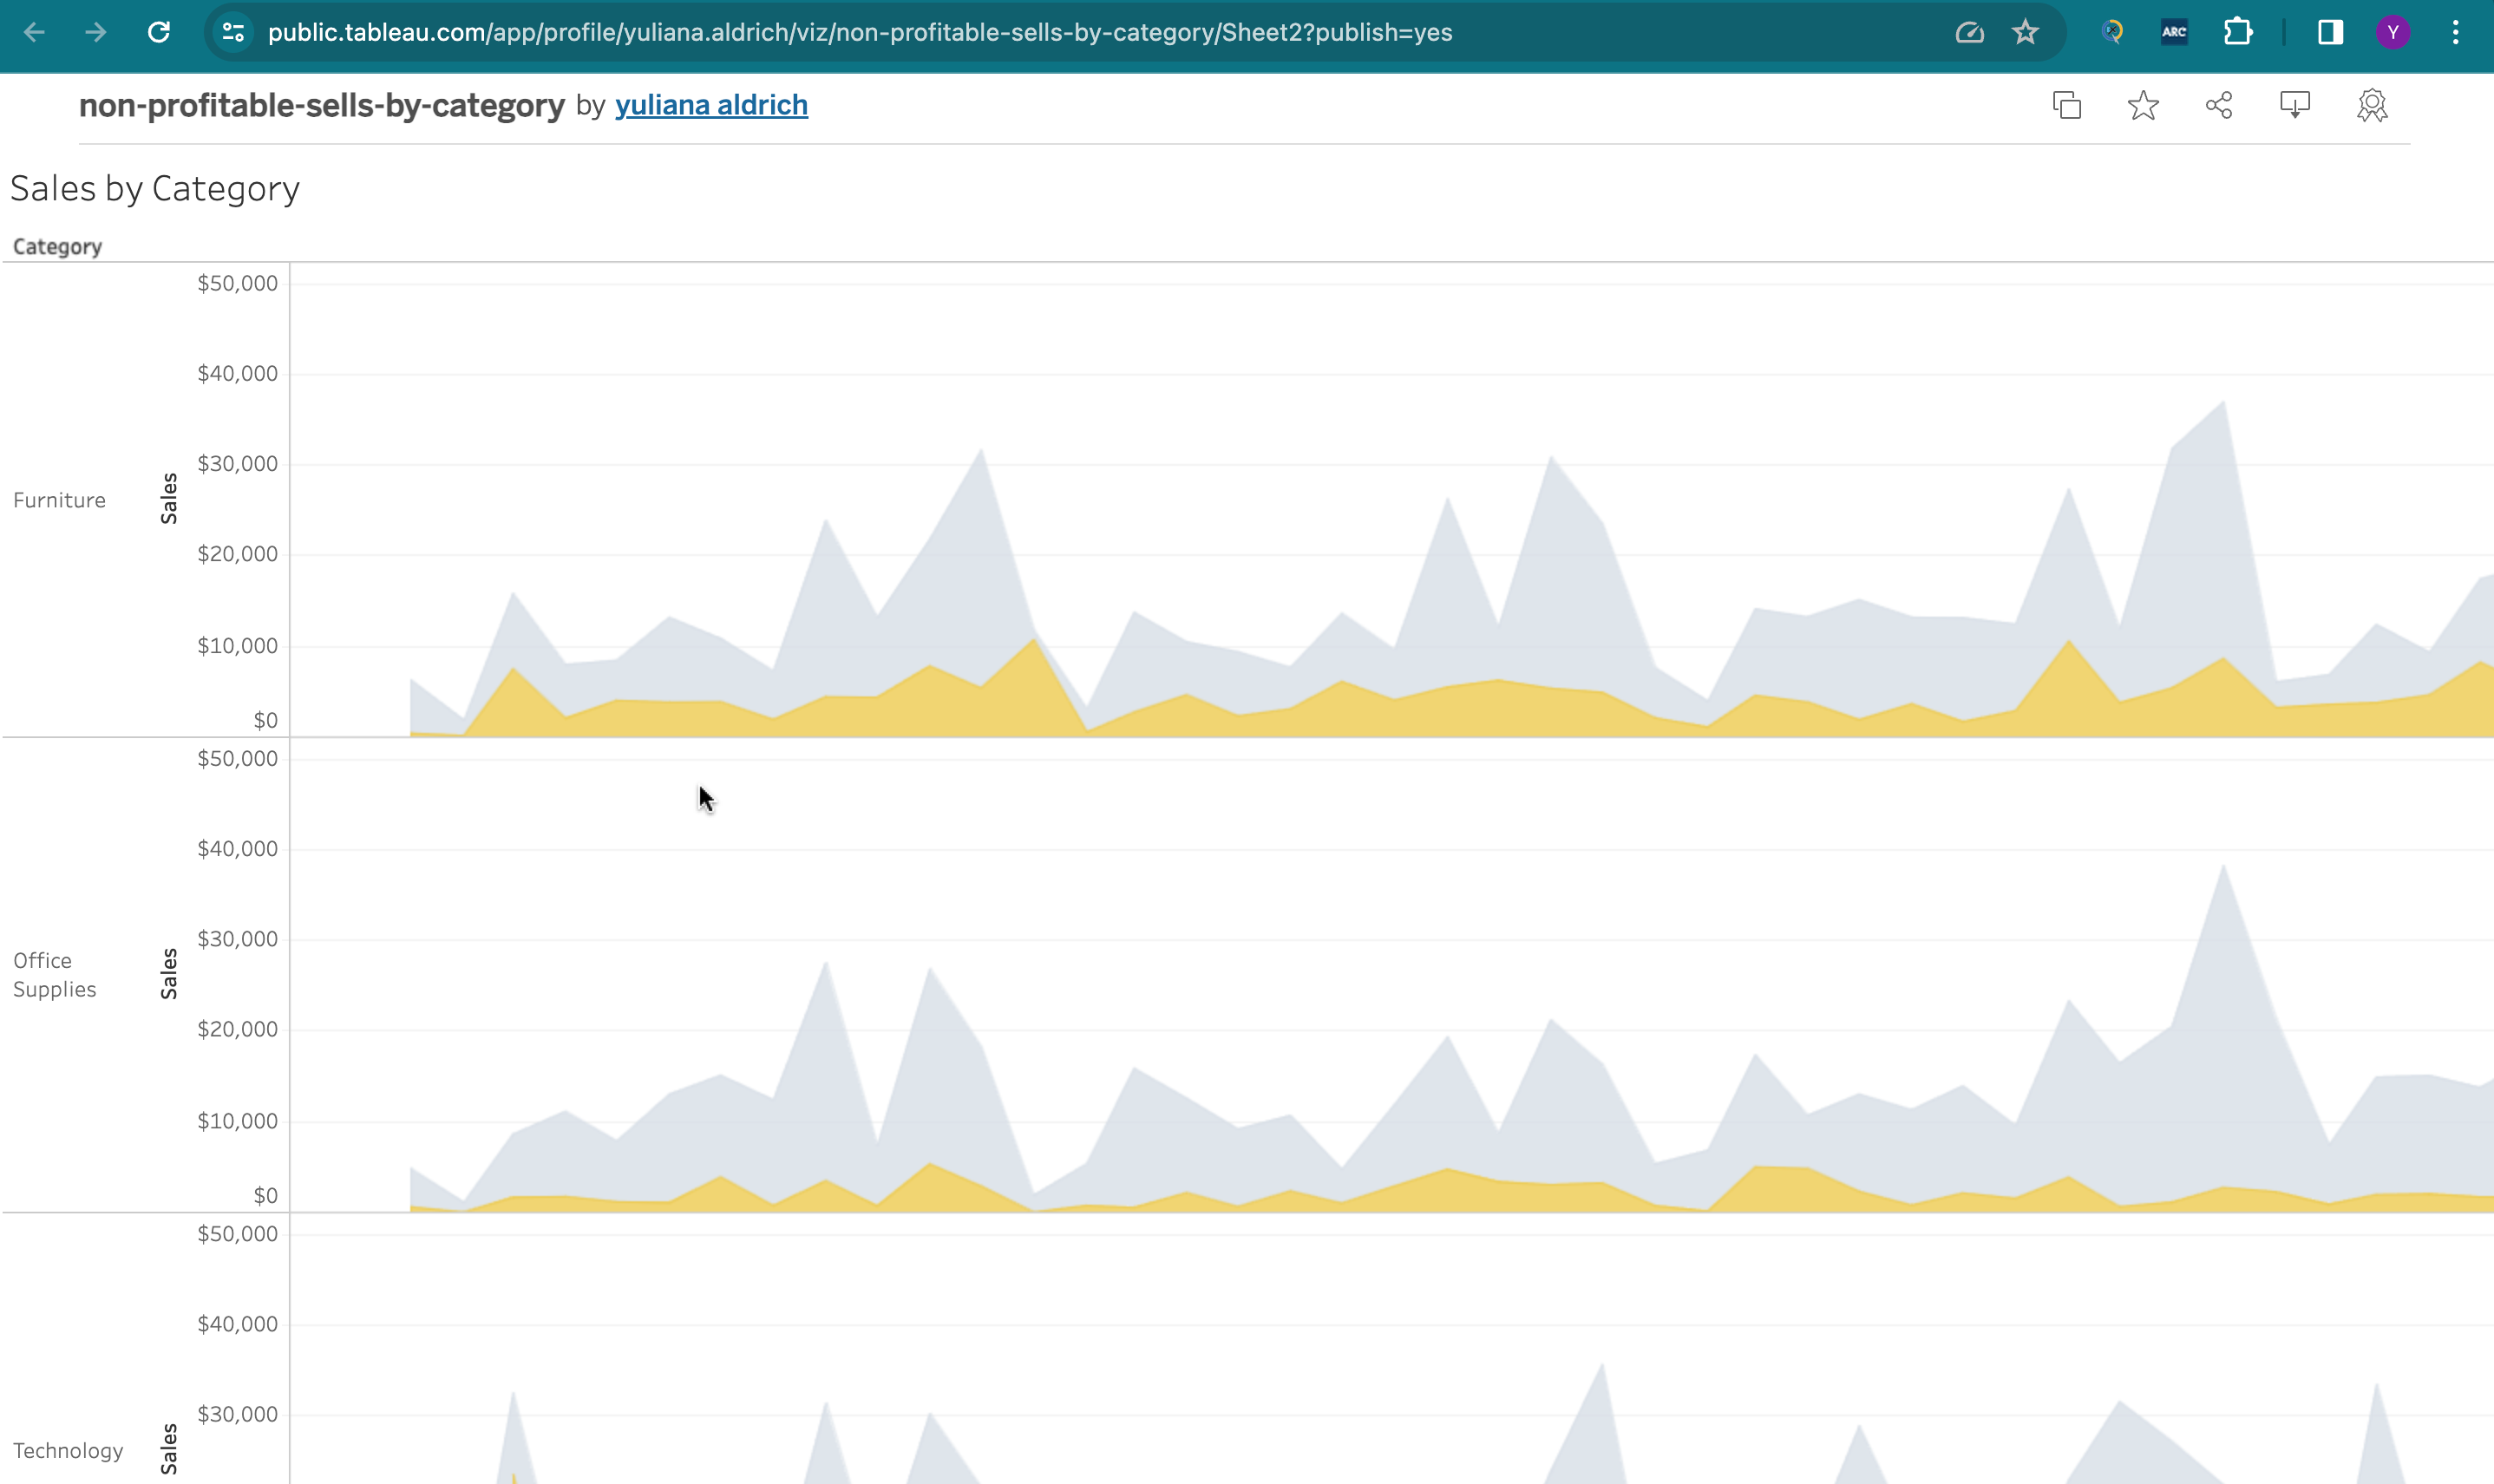 public.tableau.com/app/profile/yuliana.aldrich/viz/non-profitable-sells-by-category/Sheet2?publish=yes
ARC
Y
non-profitable-sells-by-category by yuliana aldrich
Sales by Category
Category
Furniture
Sales
$50,000
$40,000
$30,000
$20,000
$10,000
$0
Office
Supplies
Sales
$50,000
$40,000
$30,000
$20,000
$10,000
$0
Technology
Sales
$50,000
$40,000
$30,000